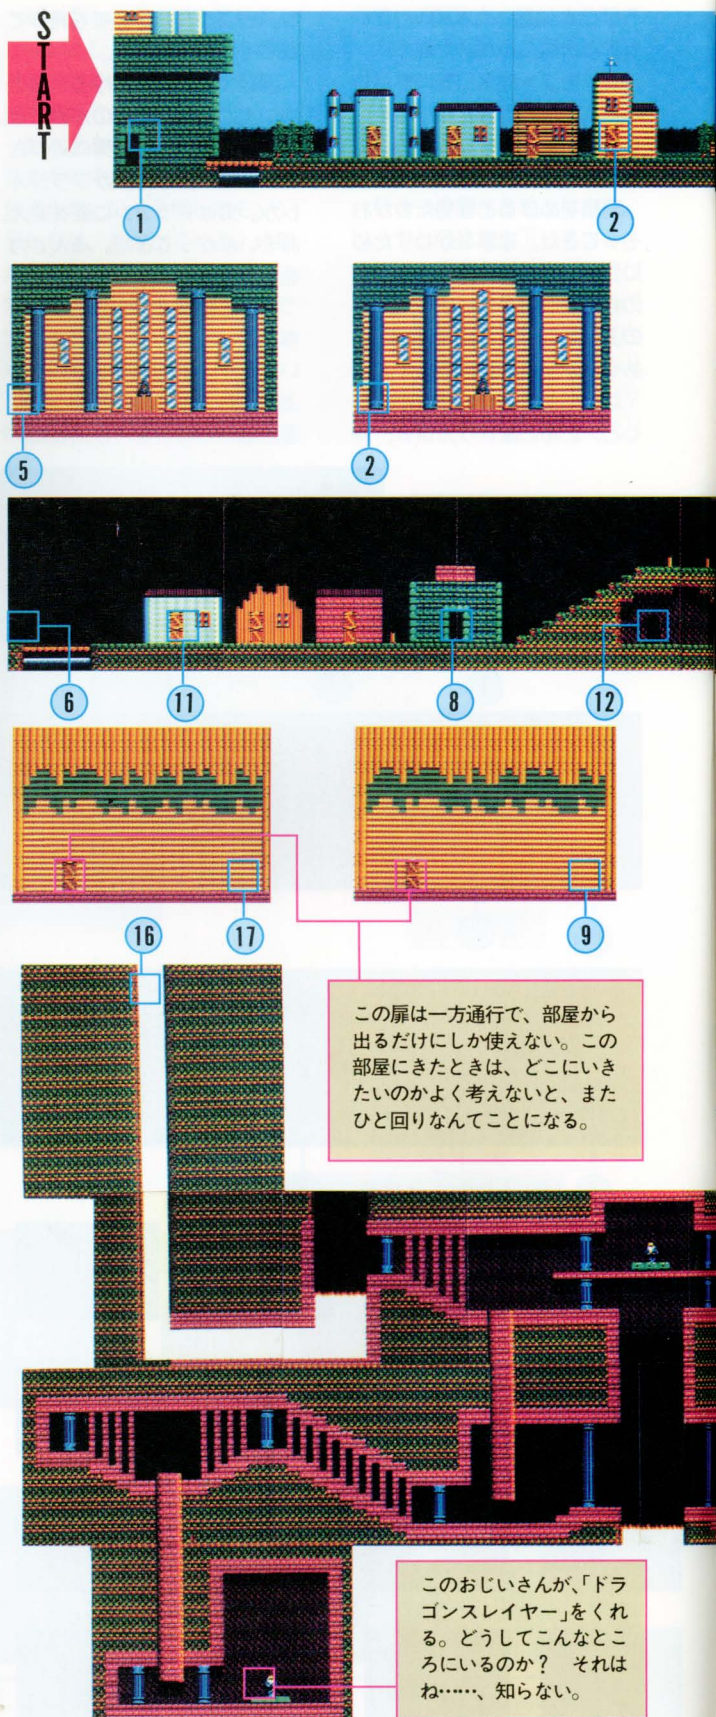 START
1
2
5
2
6
11
8
12
16
17
9
この扉は一方通行で、部屋から
出るだけにしか使えない。この
部屋にきたときは、どこにいき
たいのかよく考えないと、また
ひと回りなんてことになる。
このおじいさんが、「ドラ
ゴンスレイヤー」をくれ
る。どうしてこんなとこ
ろにいるのか？　それは
ね……、知らない。